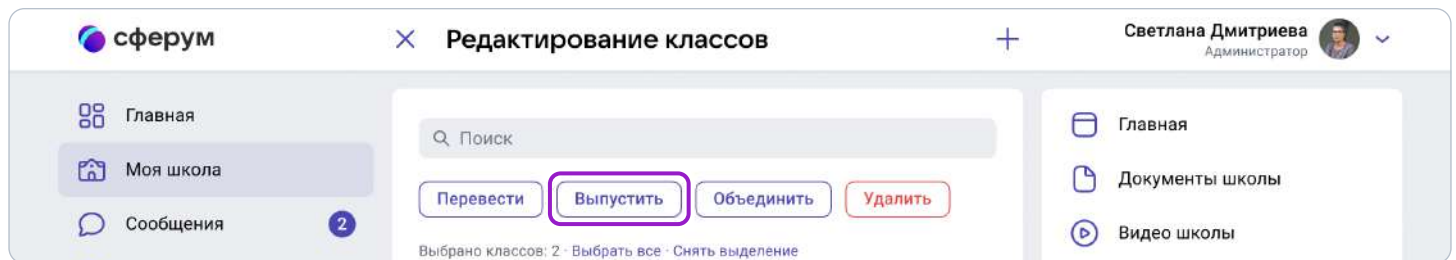 сферум
Редактирование классов
Светлана Дмитриева
Администратор
Главная
Моя школа
Сообщения
2
Поиск
Перевести Выпустить Объединить Удалить
Выбрано классов: 2 · Выбрать все · Снять выделение
Главная
Документы школы
Видео школы